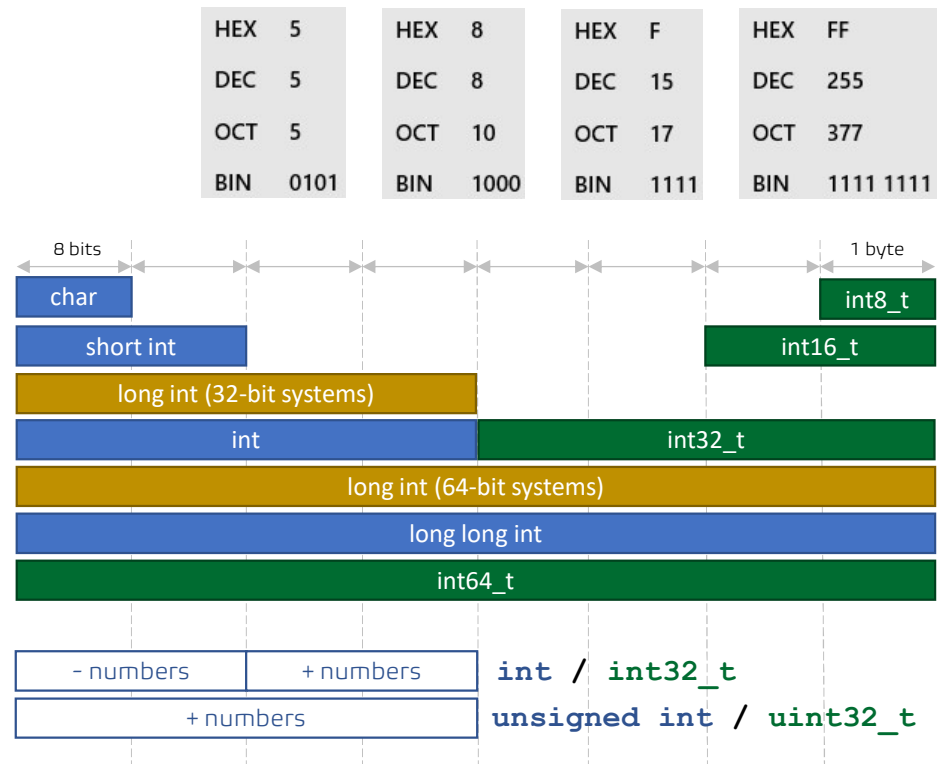 HEX 5
DEC 5
OCT 5
BIN 0101
HEX 8
DEC 8
OCT 10
BIN 1000
HEX F
DEC 15
OCT 17
BIN 1111
HEX FF
DEC 255
OCT 377
BIN 1111 1111
8 bits
1 byte
char
int8_t
short int
int16_t
long int (32-bit systems)
int
int32_t
long int (64-bit systems)
long long int
int64_t
- numbers
+ numbers
int / int32_t
+ numbers
unsigned int / uint32_t